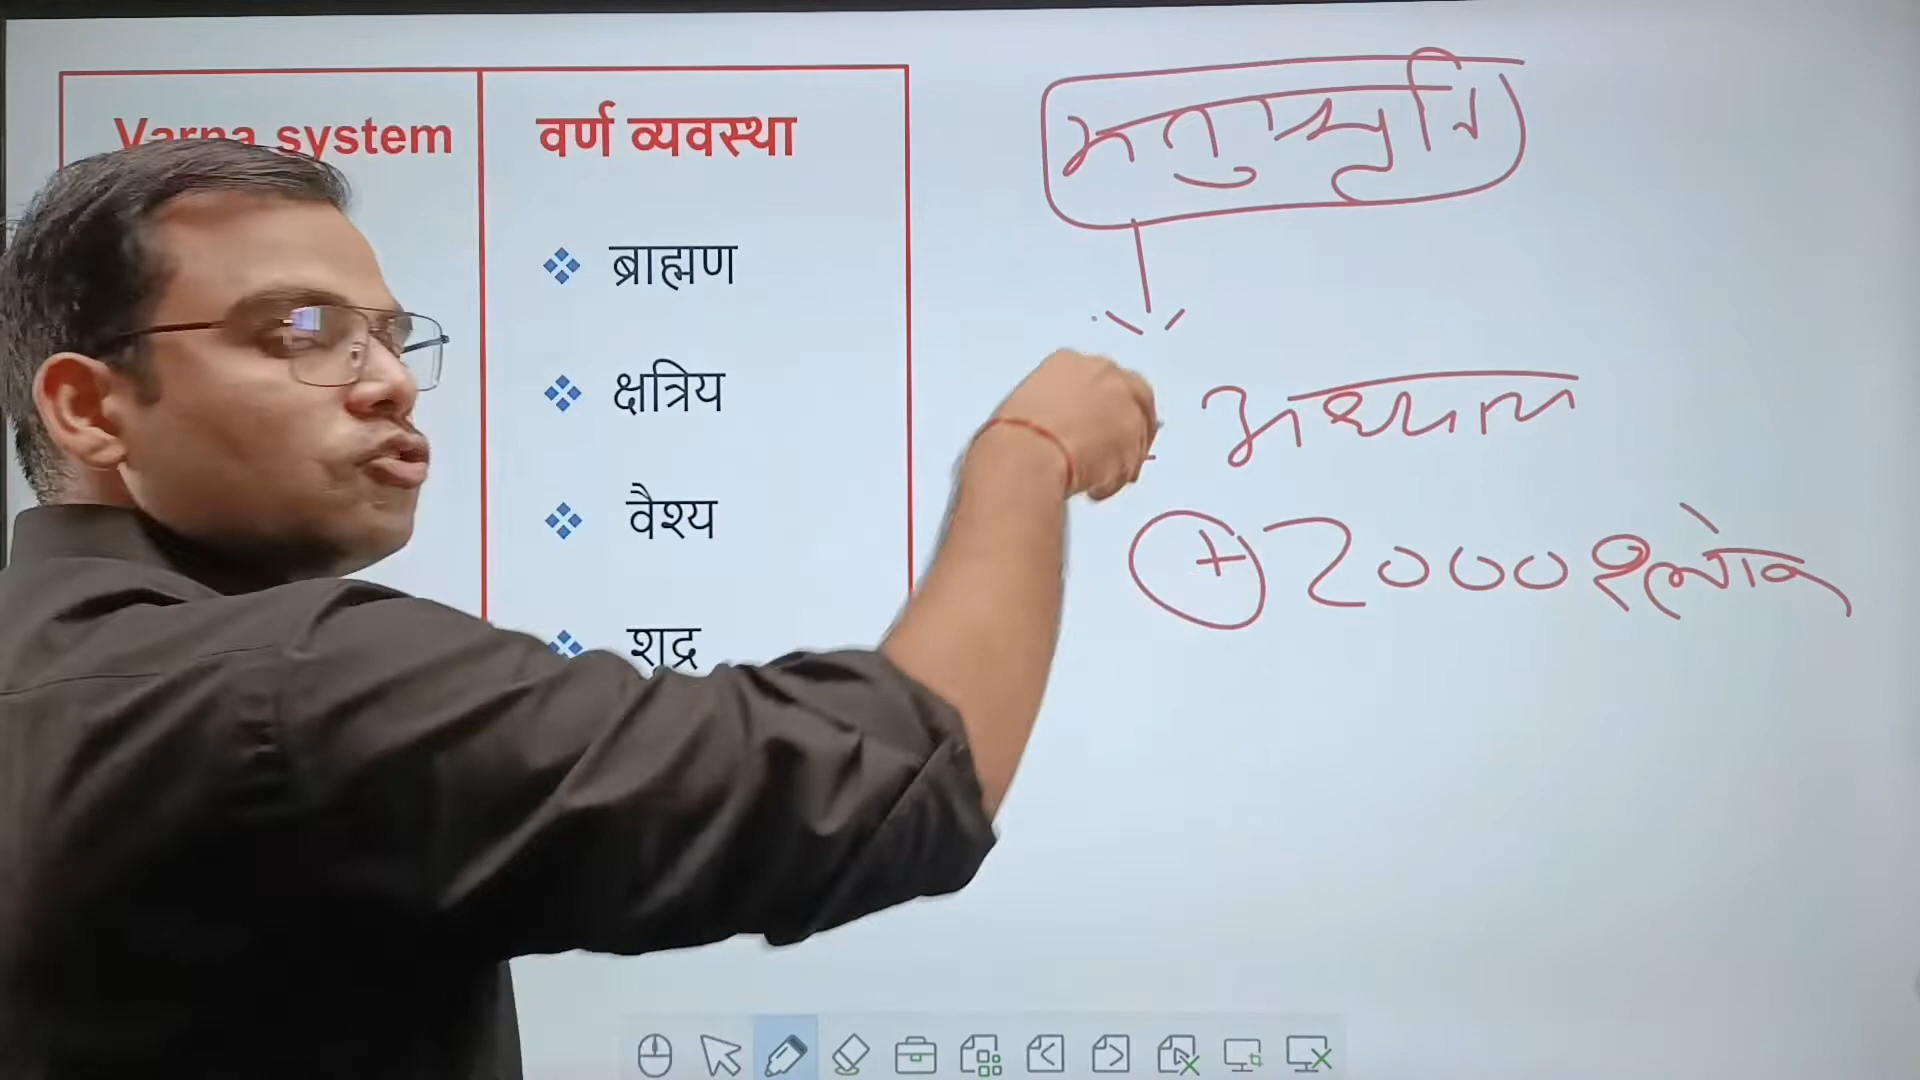 Varna system
वर्ण व्यवस्था
ब्राह्मण
क्षत्रिय
वैश्य
शूद्र
मनुस्मृति
अध्याय
+ 2000 श्लोक